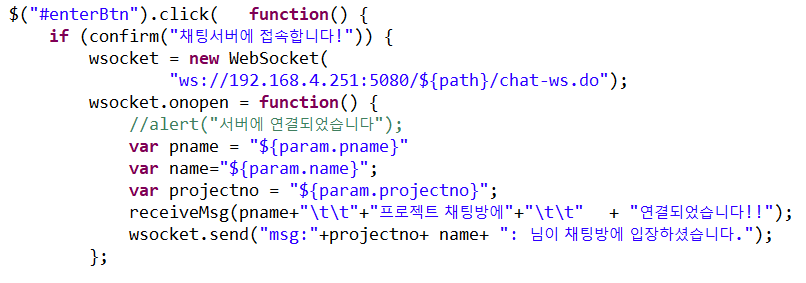 $("#enterBtn").click(   function() {
    if (confirm("채팅서버에 접속합니다!")) {
        wsocket = new WebSocket(
                "ws://192.168.4.251:5080/${path}/chat-ws.do");
        wsocket.onopen = function() {
            //alert("서버에 연결되었습니다");
            var pname = "${param.pname}"
            var name="${param.name}";
            var projectno = "${param.projectno}";
            receiveMsg(pname+"\t\t"+"프로젝트 채팅방에"+"\t\t"  + "연결되었습니다!!");
            wsocket.send("msg:"+projectno+ name+ ": 님이 채팅방에 입장하셨습니다.");
        };